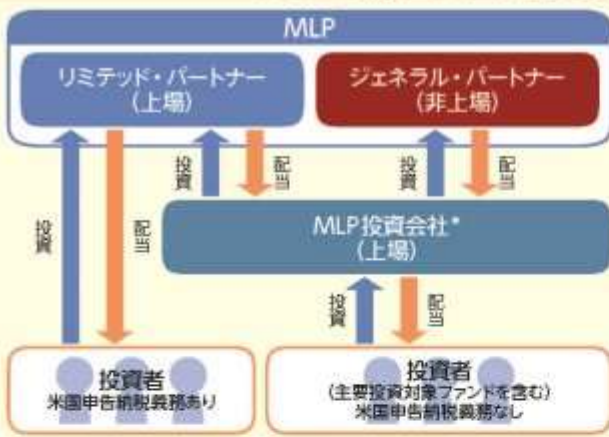 MLP
リミテッド・パートナー
(上場)
ジェネラル・パートナー
(非上場)
投資
配当
投資
配当
投資
配当
MLP投資会社*
(上場)
投資
配当
投資者
米国申告納税義務あり
投資者
(主要投資対象ファンドを含む)
米国申告納税義務なし